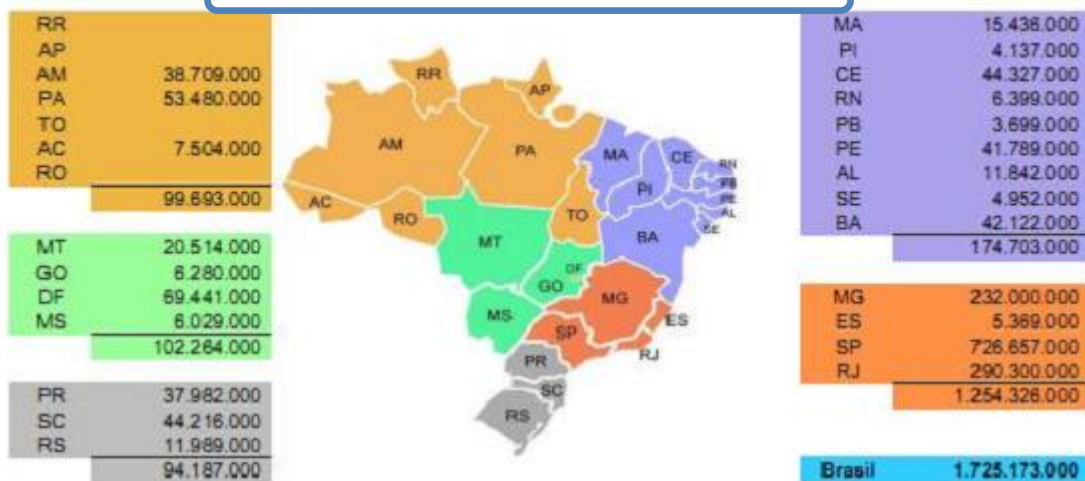 RR
AP
AM 38.709.000
PA 53.480.000
TO
AC 7.504.000
RO
99.693.000
MT 20.514.000
GO 6.280.000
DF 69.441.000
MS 6.029.000
102.264.000
PR 37.982.000
SC 44.216.000
RS 11.989.000
94.187.000
RR
AP
AM
PA
MA
CE
RN
PI
PB
PE
AL
SE
AC
RO
TO
BA
MT
DF
GO
MG
MS
ES
SP
RJ
PR
SC
RS
MA 15.436.000
PI 4.137.000
CE 44.327.000
RN 6.399.000
PB 3.699.000
PE 41.789.000
AL 11.842.000
SE 4.952.000
BA 42.122.000
174.703.000
MG 232.000.000
ES 5.369.000
SP 726.657.000
RJ 290.300.000
1.254.326.000
Brasil 1.725.173.000